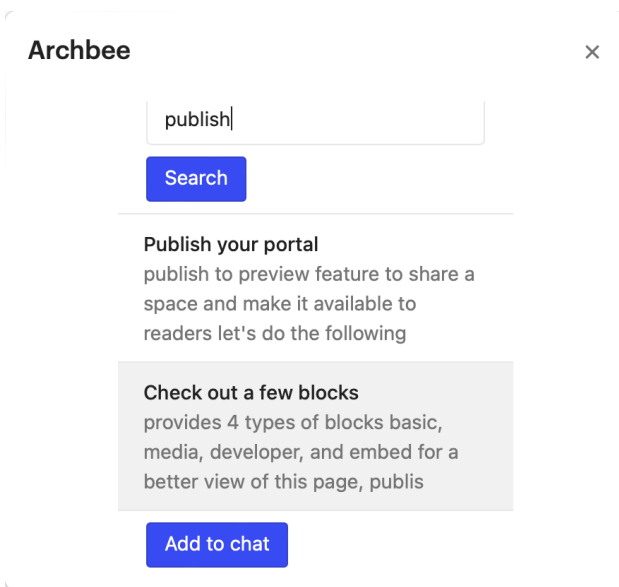 Archbee
publish
Search
Publish your portal
publish to preview feature to share a
space and make it available to
readers let's do the following
Check out a few blocks
provides 4 types of blocks basic,
media, developer, and embed for a
better view of this page, publis
Add to chat